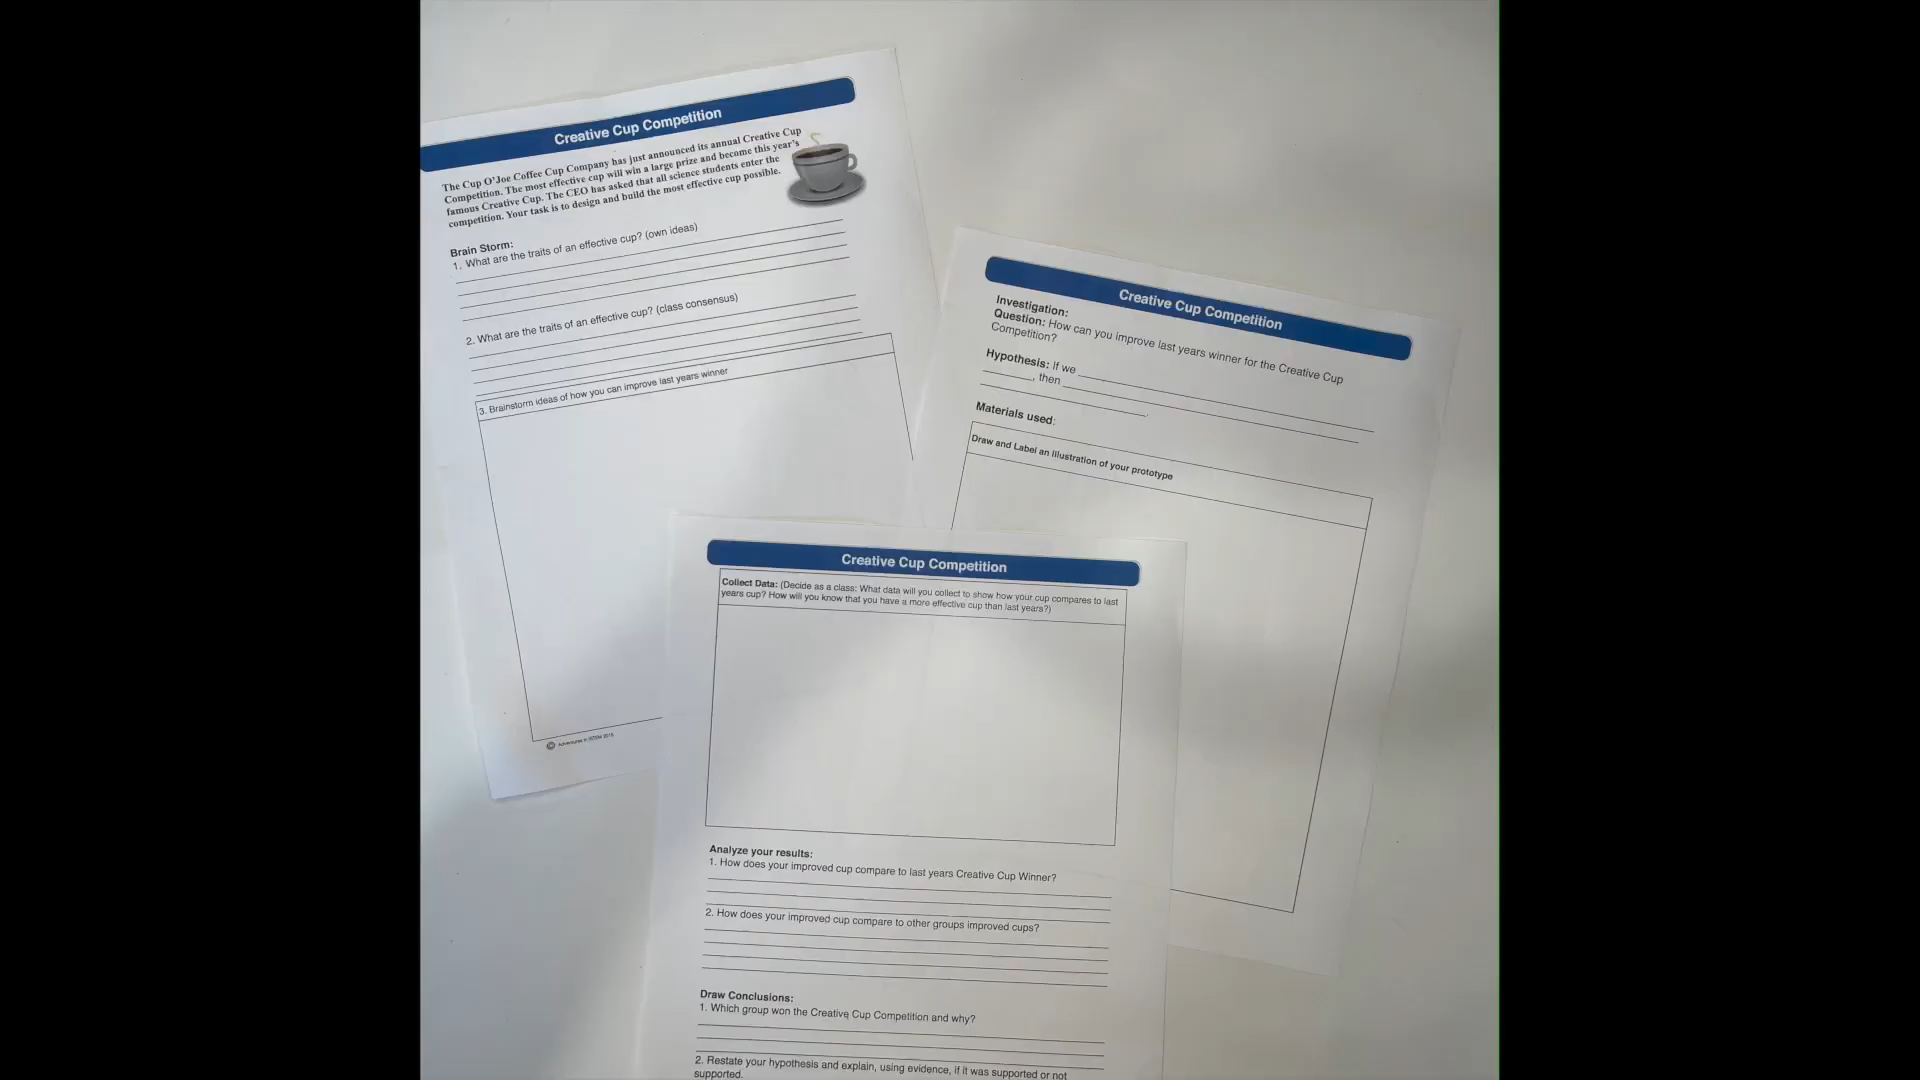 Creative Cup Competition
The Cup O'Joe Coffee Cup Company has just announced its annual Creative Cup
Competition. The most effective cup will win a large prize and become this year's
famous Creative Cup. The CEO has asked that all science students enter the
competition. Your task is to design and build the most effective cup possible.
Brain Storm:
1. What are the traits of an effective cup? (own ideas)
2. What are the traits of an effective cup? (class consensus)
3. Brainstorm ideas of how you can improve last years winner
Adventures in ISTEM 2015
Creative Cup Competition
Investigation:
Question: How can you improve last years winner for the Creative Cup
Competition?
Hypothesis: If we
, then
.
Materials used:
Draw and Label an Illustration of your prototype
Creative Cup Competition
Collect Data: (Decide as a class: What data will you collect to show how your cup compares to last
years cup? How will you know that you have a more effective cup than last years?)
Analyze your results:
1. How does your improved cup compare to last years Creative Cup Winner?
2. How does your improved cup compare to other groups improved cups?
Draw Conclusions:
1. Which group won the Creative Cup Competition and why?
2. Restate your hypothesis and explain, using evidence, if it was supported or not
supported.